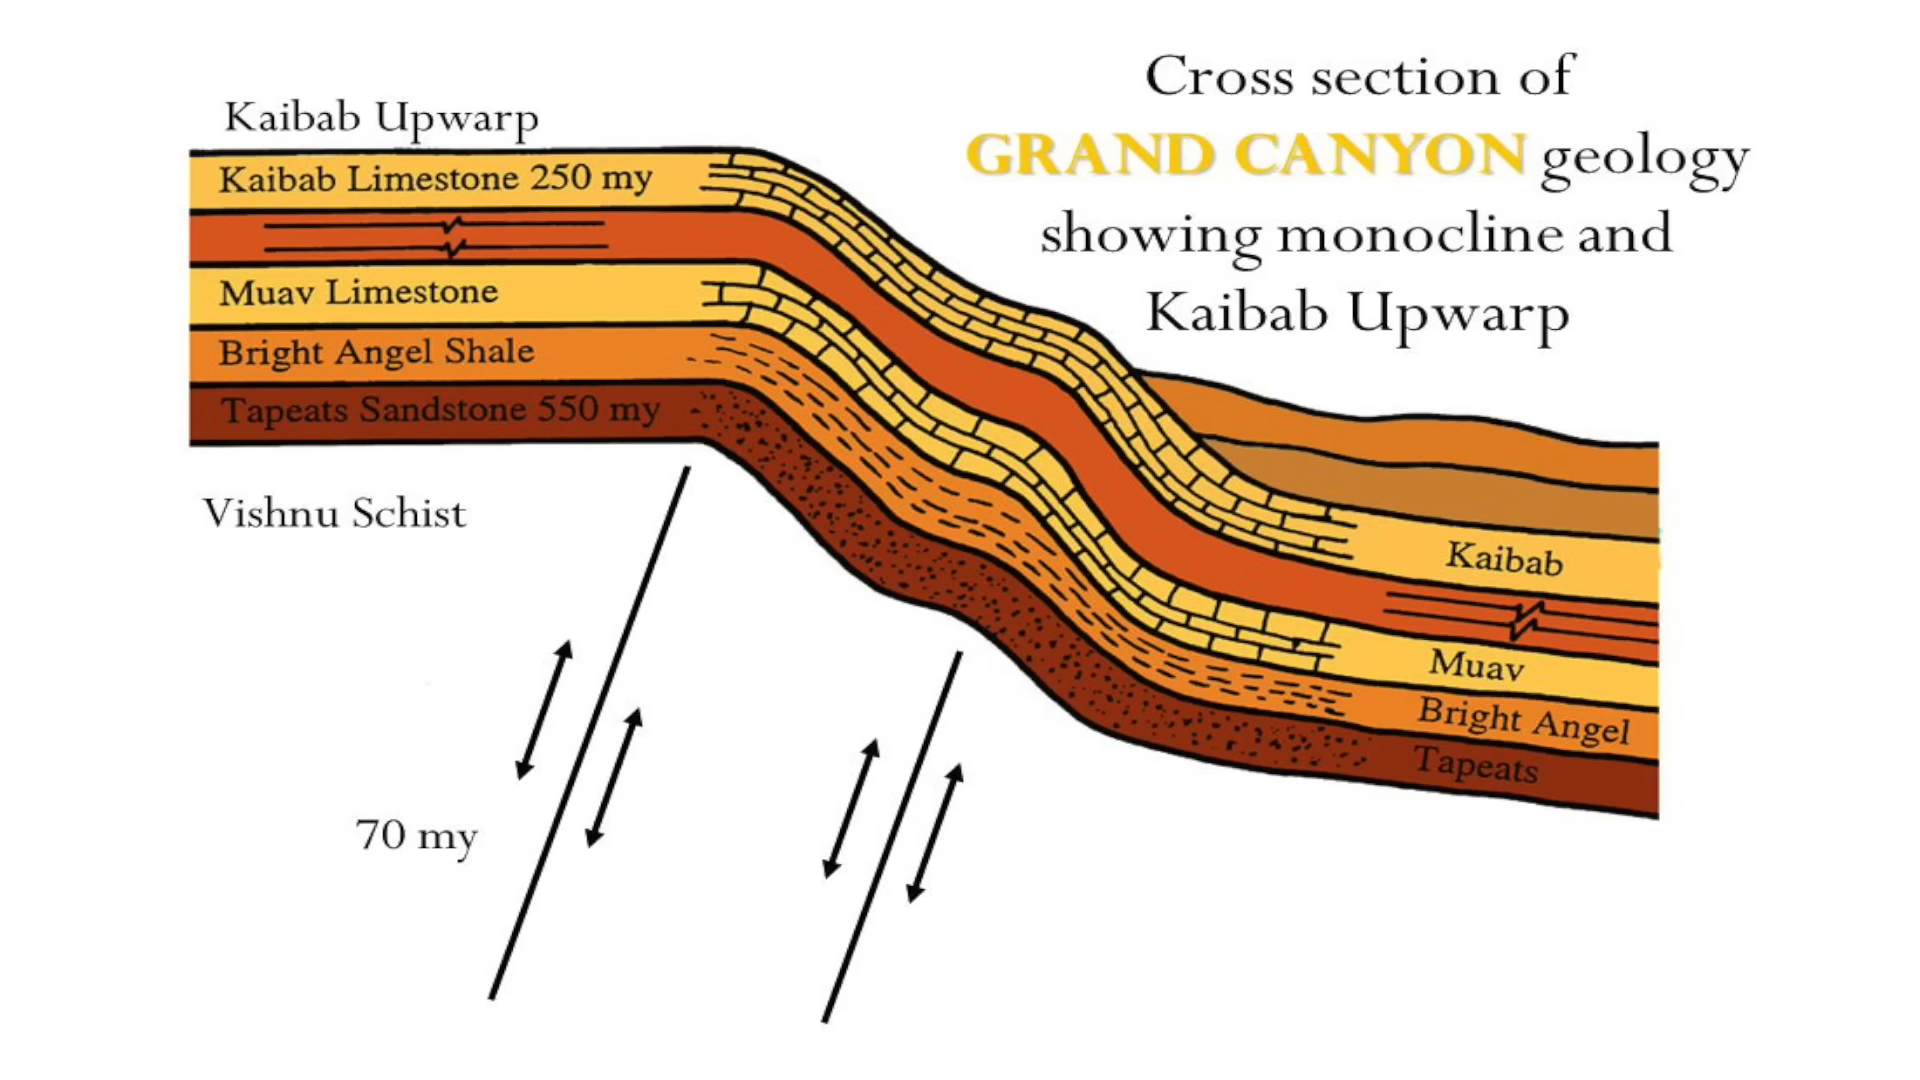 Cross section of
GRAND CANYON geology
showing monocline and
Kaibab Upwarp
Kaibab Upwarp
Kaibab Limestone 250 my
Muav Limestone
Bright Angel Shale
Tapeats Sandstone 550 my
Vishnu Schist
70 my
Kaibab
Muav
Bright Angel
Tapeats